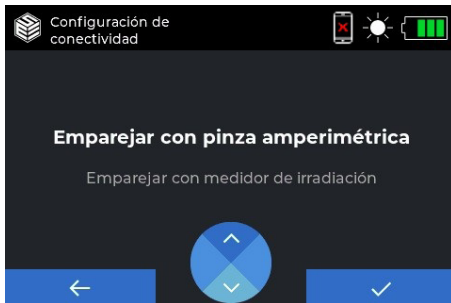 Configuración de
conectividad
Emparejar con pinza amperimétrica
Emparejar con medidor de irradiación